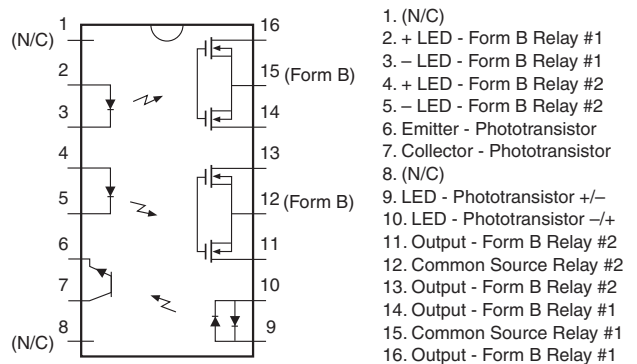 1
(N/C)
2
3
4
5
6
7
8
(N/C)
16
15 (Form B)
14
13
12 (Form B)
11
10
9
1. (N/C)
2. + LED - Form B Relay #1
3. – LED - Form B Relay #1
4. + LED - Form B Relay #2
5. – LED - Form B Relay #2
6. Emitter - Phototransistor
7. Collector - Phototransistor
8. (N/C)
9. LED - Phototransistor +/–
10. LED - Phototransistor –/+
11. Output - Form B Relay #2
12. Common Source Relay #2
13. Output - Form B Relay #2
14. Output - Form B Relay #1
15. Common Source Relay #1
16. Output - Form B Relay #1